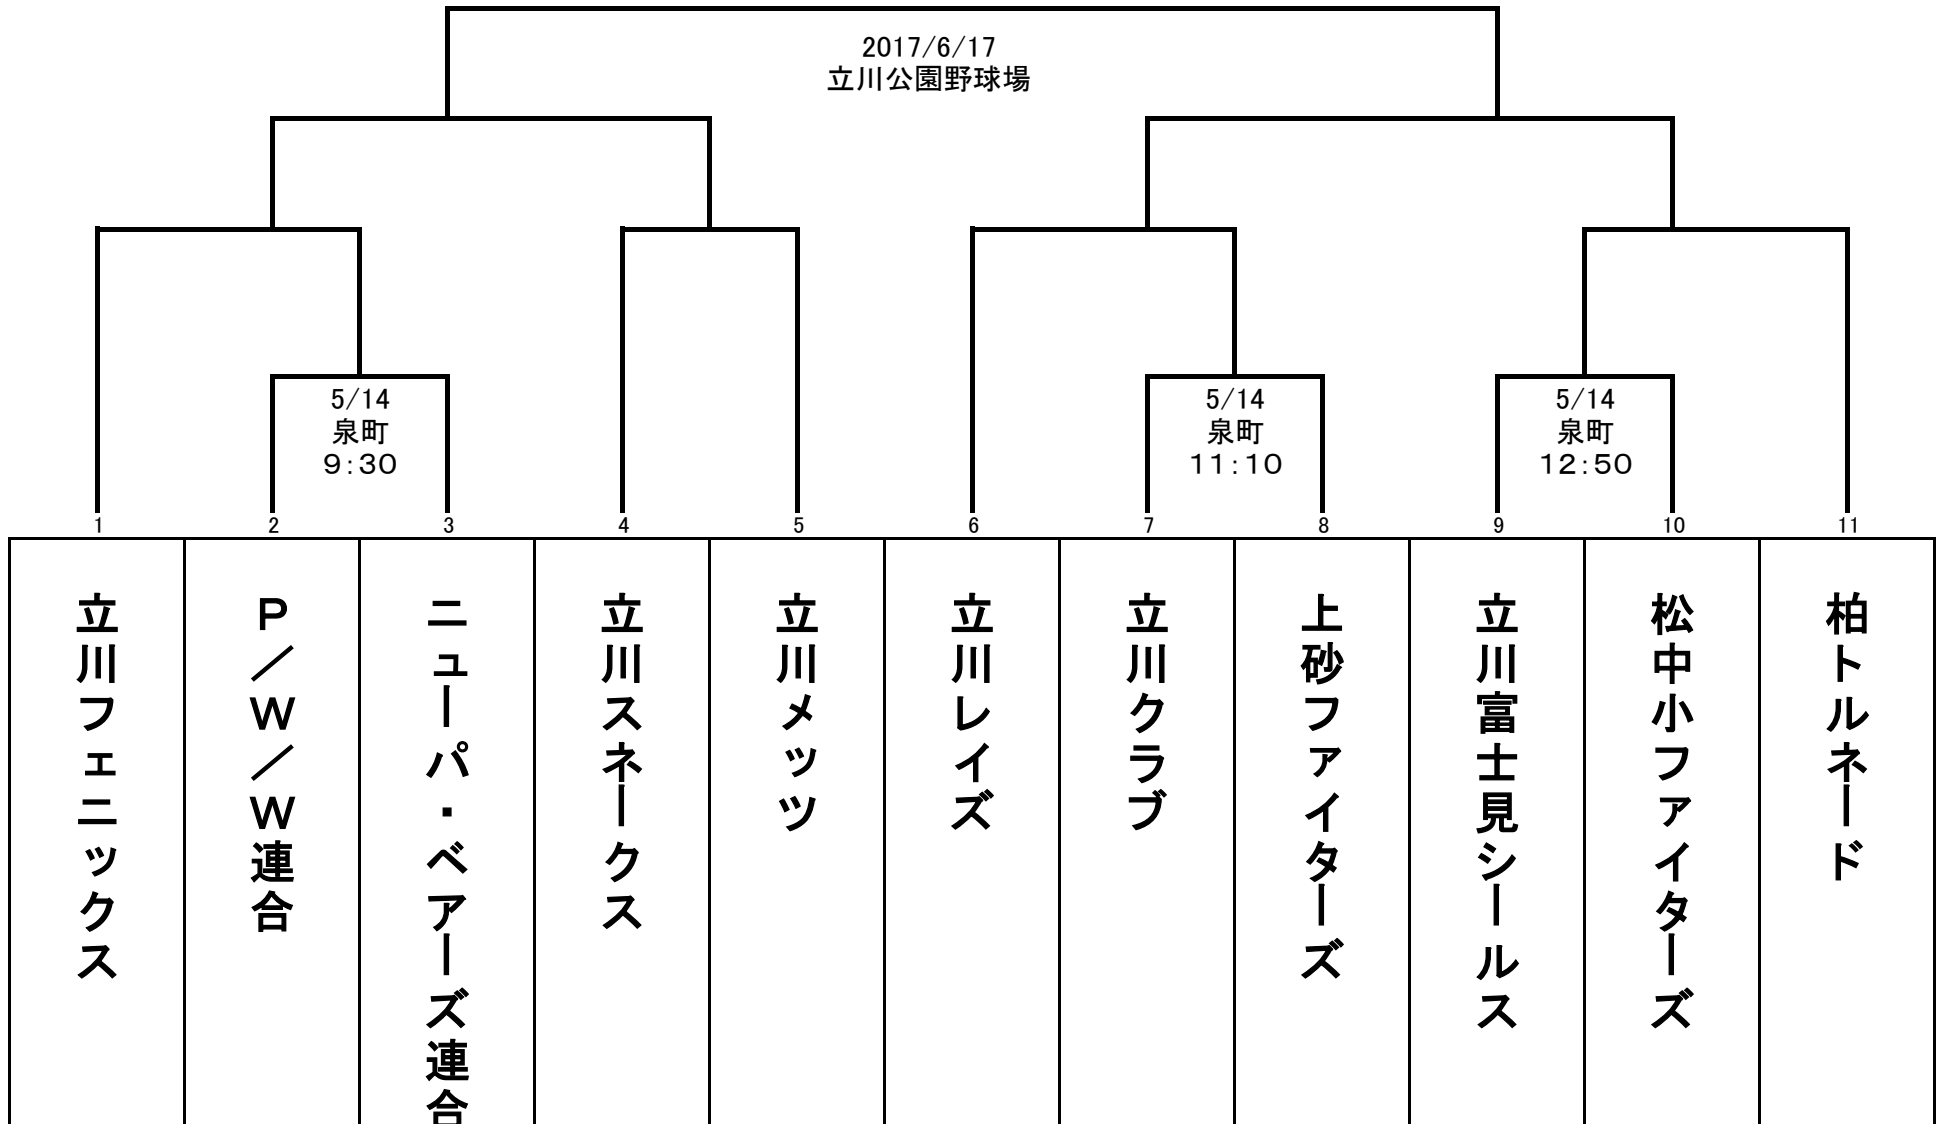 2017/6/17
立川公園野球場
5/14
泉町
9:30
5/14
泉町
11:10
5/14
泉町
12:50
1
2
3
4
5
6
7
8
9
10
11
立川フェニックス
P/W/W連合
ニューパ・ベアーズ連合
立川スネークス
立川メッツ
立川レイズ
立川クラブ
上砂ファイターズ
立川富士見シールス
松中小ファイターズ
柏トルネード